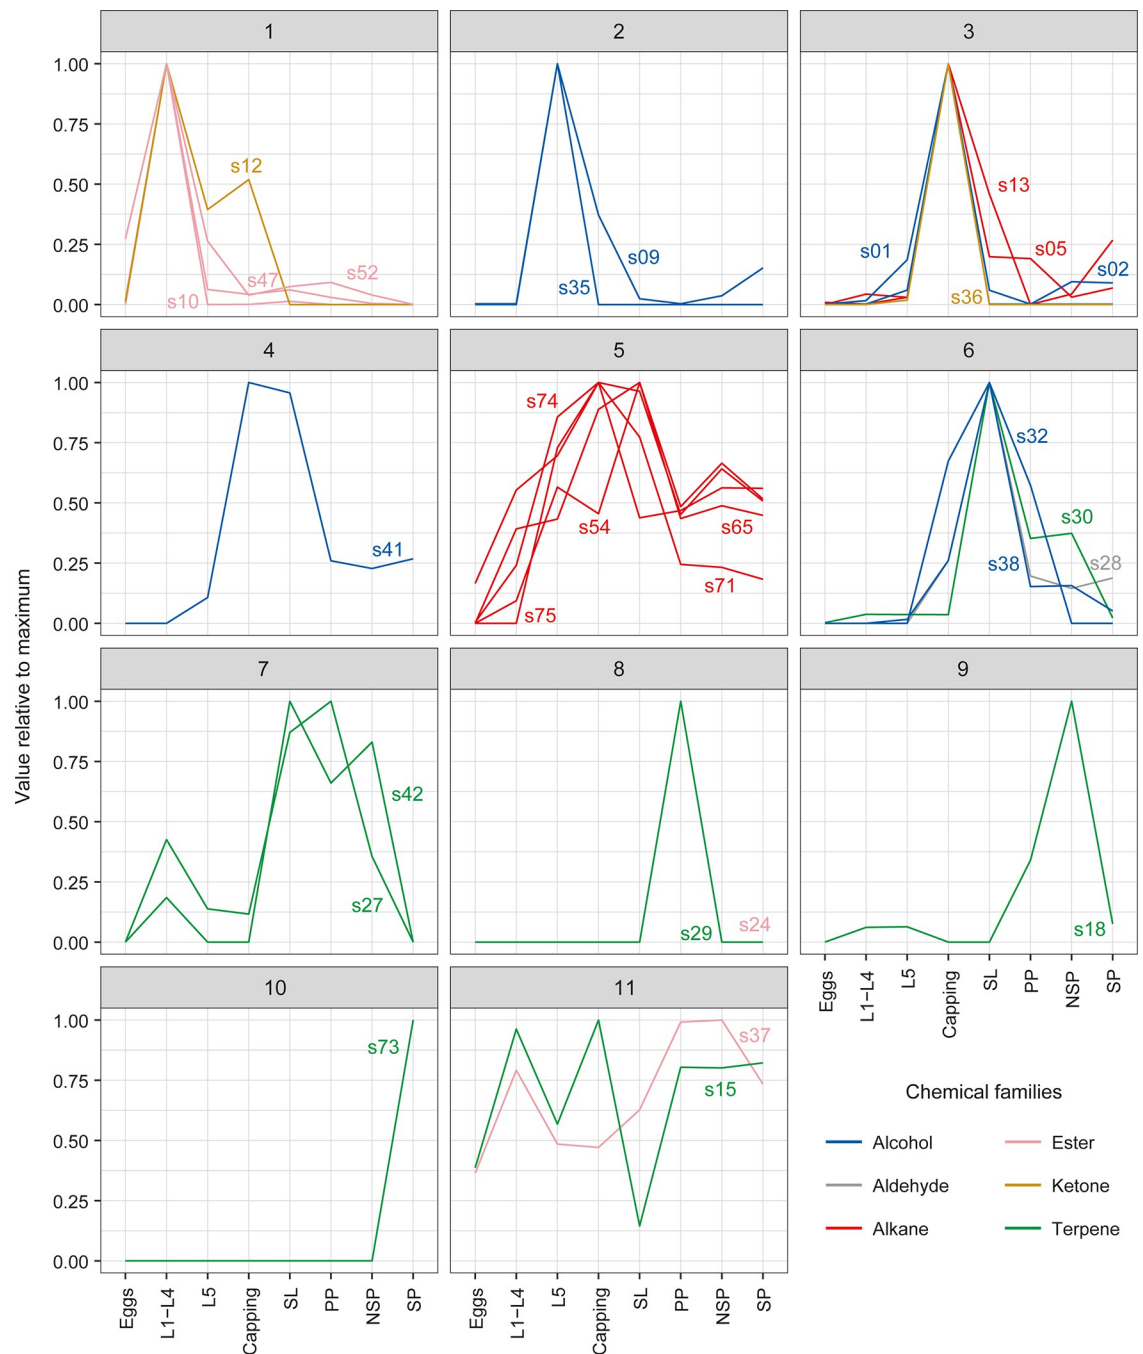 1 2 3
1.00
0.75
0.50
0.25
0.00
s12
s47
s52
s10
s09
s35
s01
s13
s05
s02
s36
4 5 6
1.00
0.75
0.50
0.25
0.00
s41
s74
s54
s65
s71
s75
s32
s30
s38
s28
7 8 9
1.00
0.75
0.50
0.25
0.00
s42
s27
s29
s24
s18
Eggs
L1−L4
L5
Capping
SL
PP
NSP
SP
10 11
1.00
0.75
0.50
0.25
0.00
s73
s37
s15
Eggs
L1−L4
L5
Capping
SL
PP
NSP
SP
Eggs
L1−L4
L5
Capping
SL
PP
NSP
SP
Value relative to maximum
Chemical families
Alcohol Ester
Aldehyde Ketone
Alkane Terpene